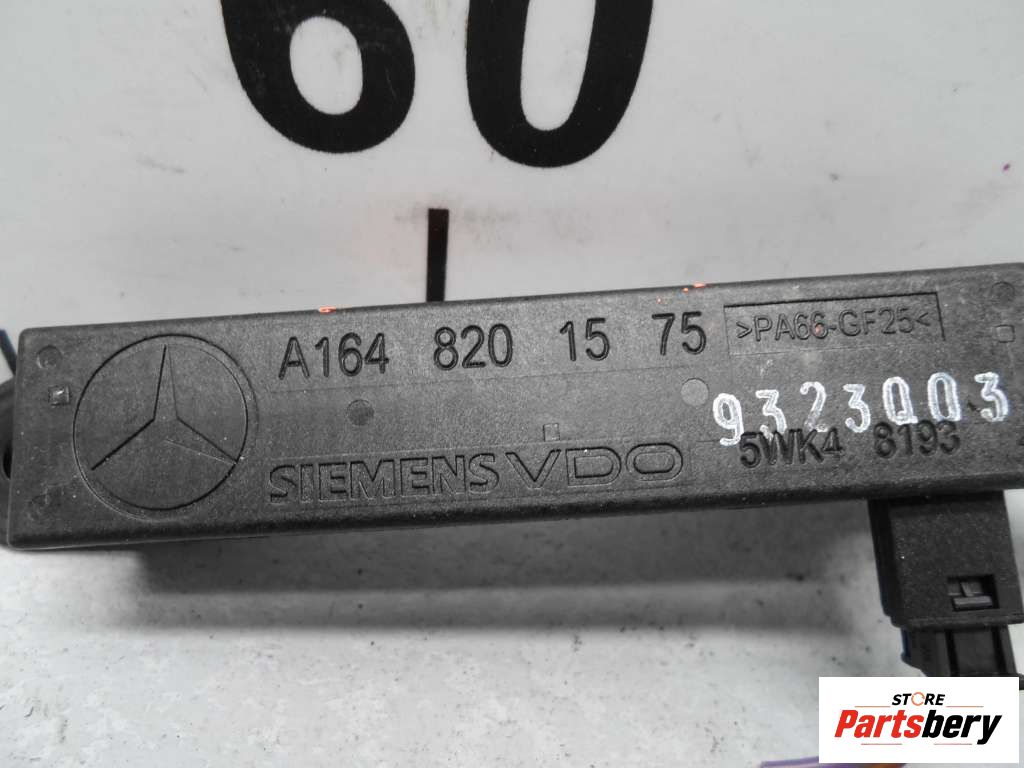 60
A164 820 15 75
>PA66-GF25<
9323003
5WK4 8193
SIEMENS VDO
STORE
Partsbery